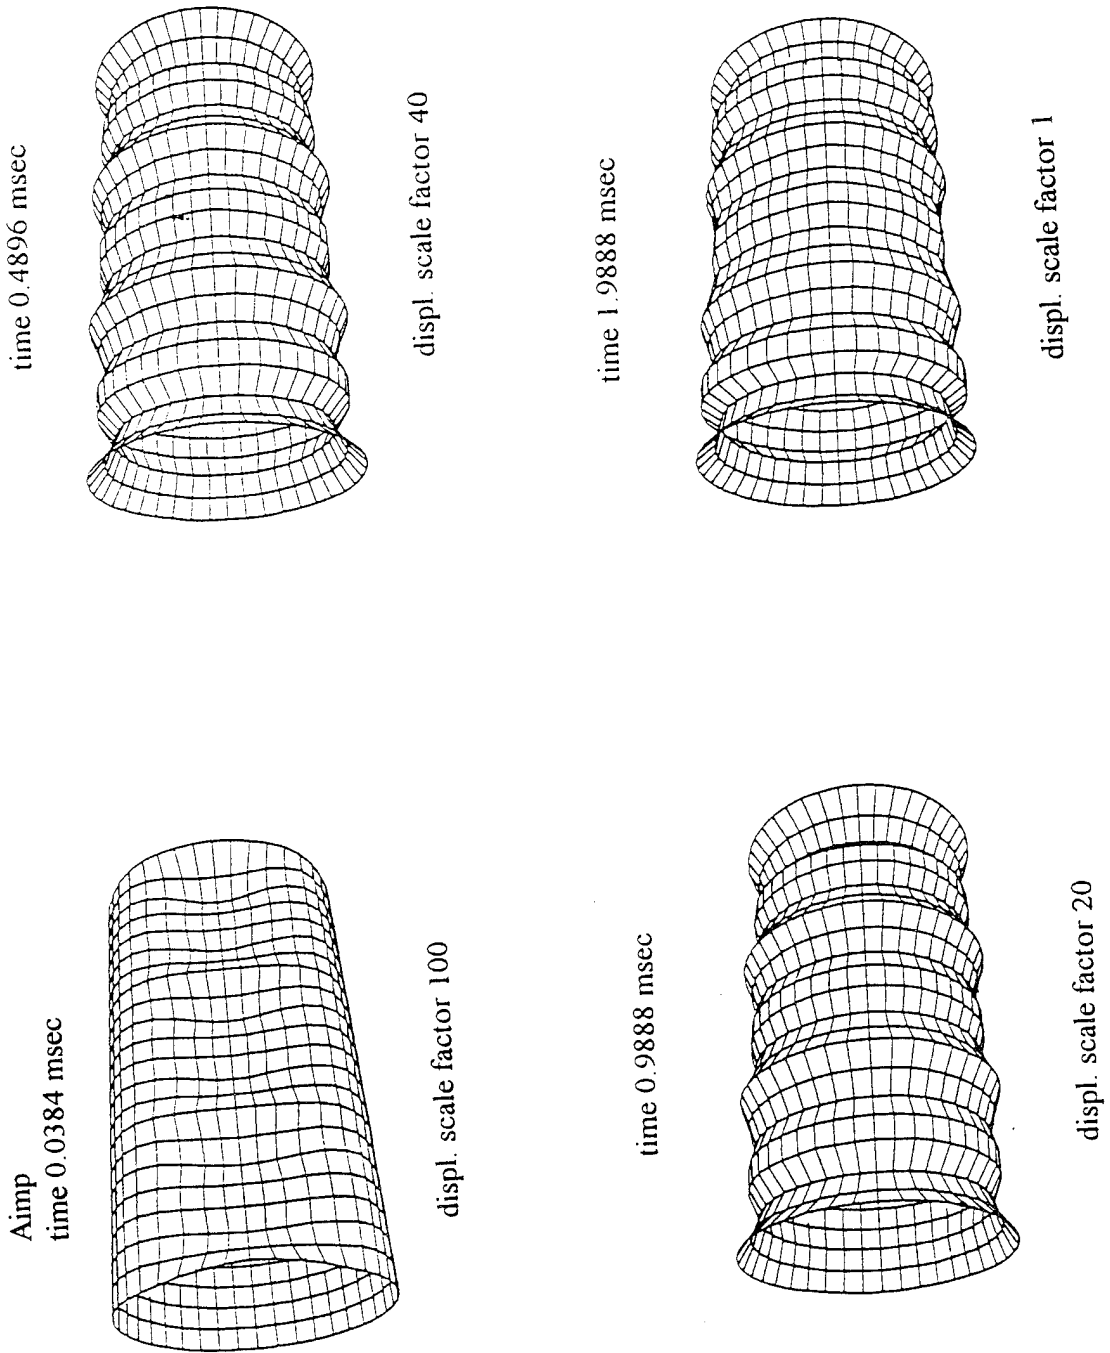 Aimp
time 0.0384 msec
displ. scale factor 100
time 0.4896 msec
displ. scale factor 40
time 0.9888 msec
displ. scale factor 20
time 1.9888 msec
displ. scale factor 1